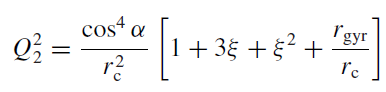 Q_2^2 = \frac{\cos^4 \alpha}{r_c^2} \left[ 1 + 3\xi + \xi^2 + \frac{r_{gyr}}{r_c} \right]